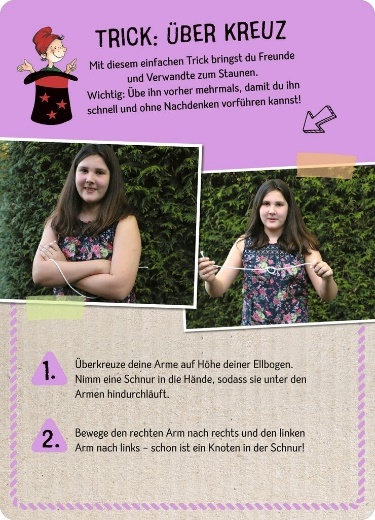 TRICK: ÜBER KREUZ
Mit diesem einfachen Trick bringst du Freunde
und Verwandte zum Staunen.
Wichtig: Übe ihn vorher mehrmals, damit du ihn
schnell und ohne Nachdenken vorführen kannst!
1.
Überkreuze deine Arme auf Höhe deiner Ellbogen.
Nimm eine Schnur in die Hände, sodass sie unter den
Armen hindurchläuft.
2.
Bewege den rechten Arm nach rechts und den linken
Arm nach links – schon ist ein Knoten in der Schnur!